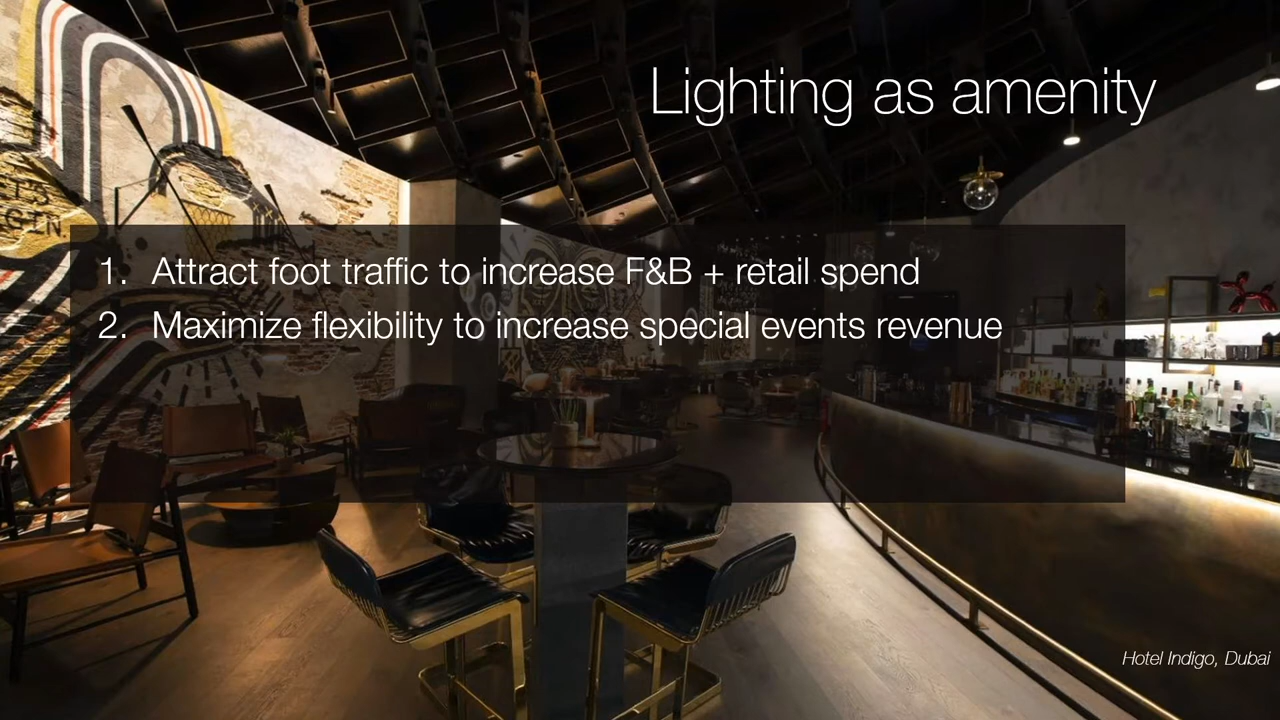 Lighting as amenity
1. Attract foot traffic to increase F&B + retail spend
2. Maximize flexibility to increase special events revenue
Hotel Indigo, Dubai